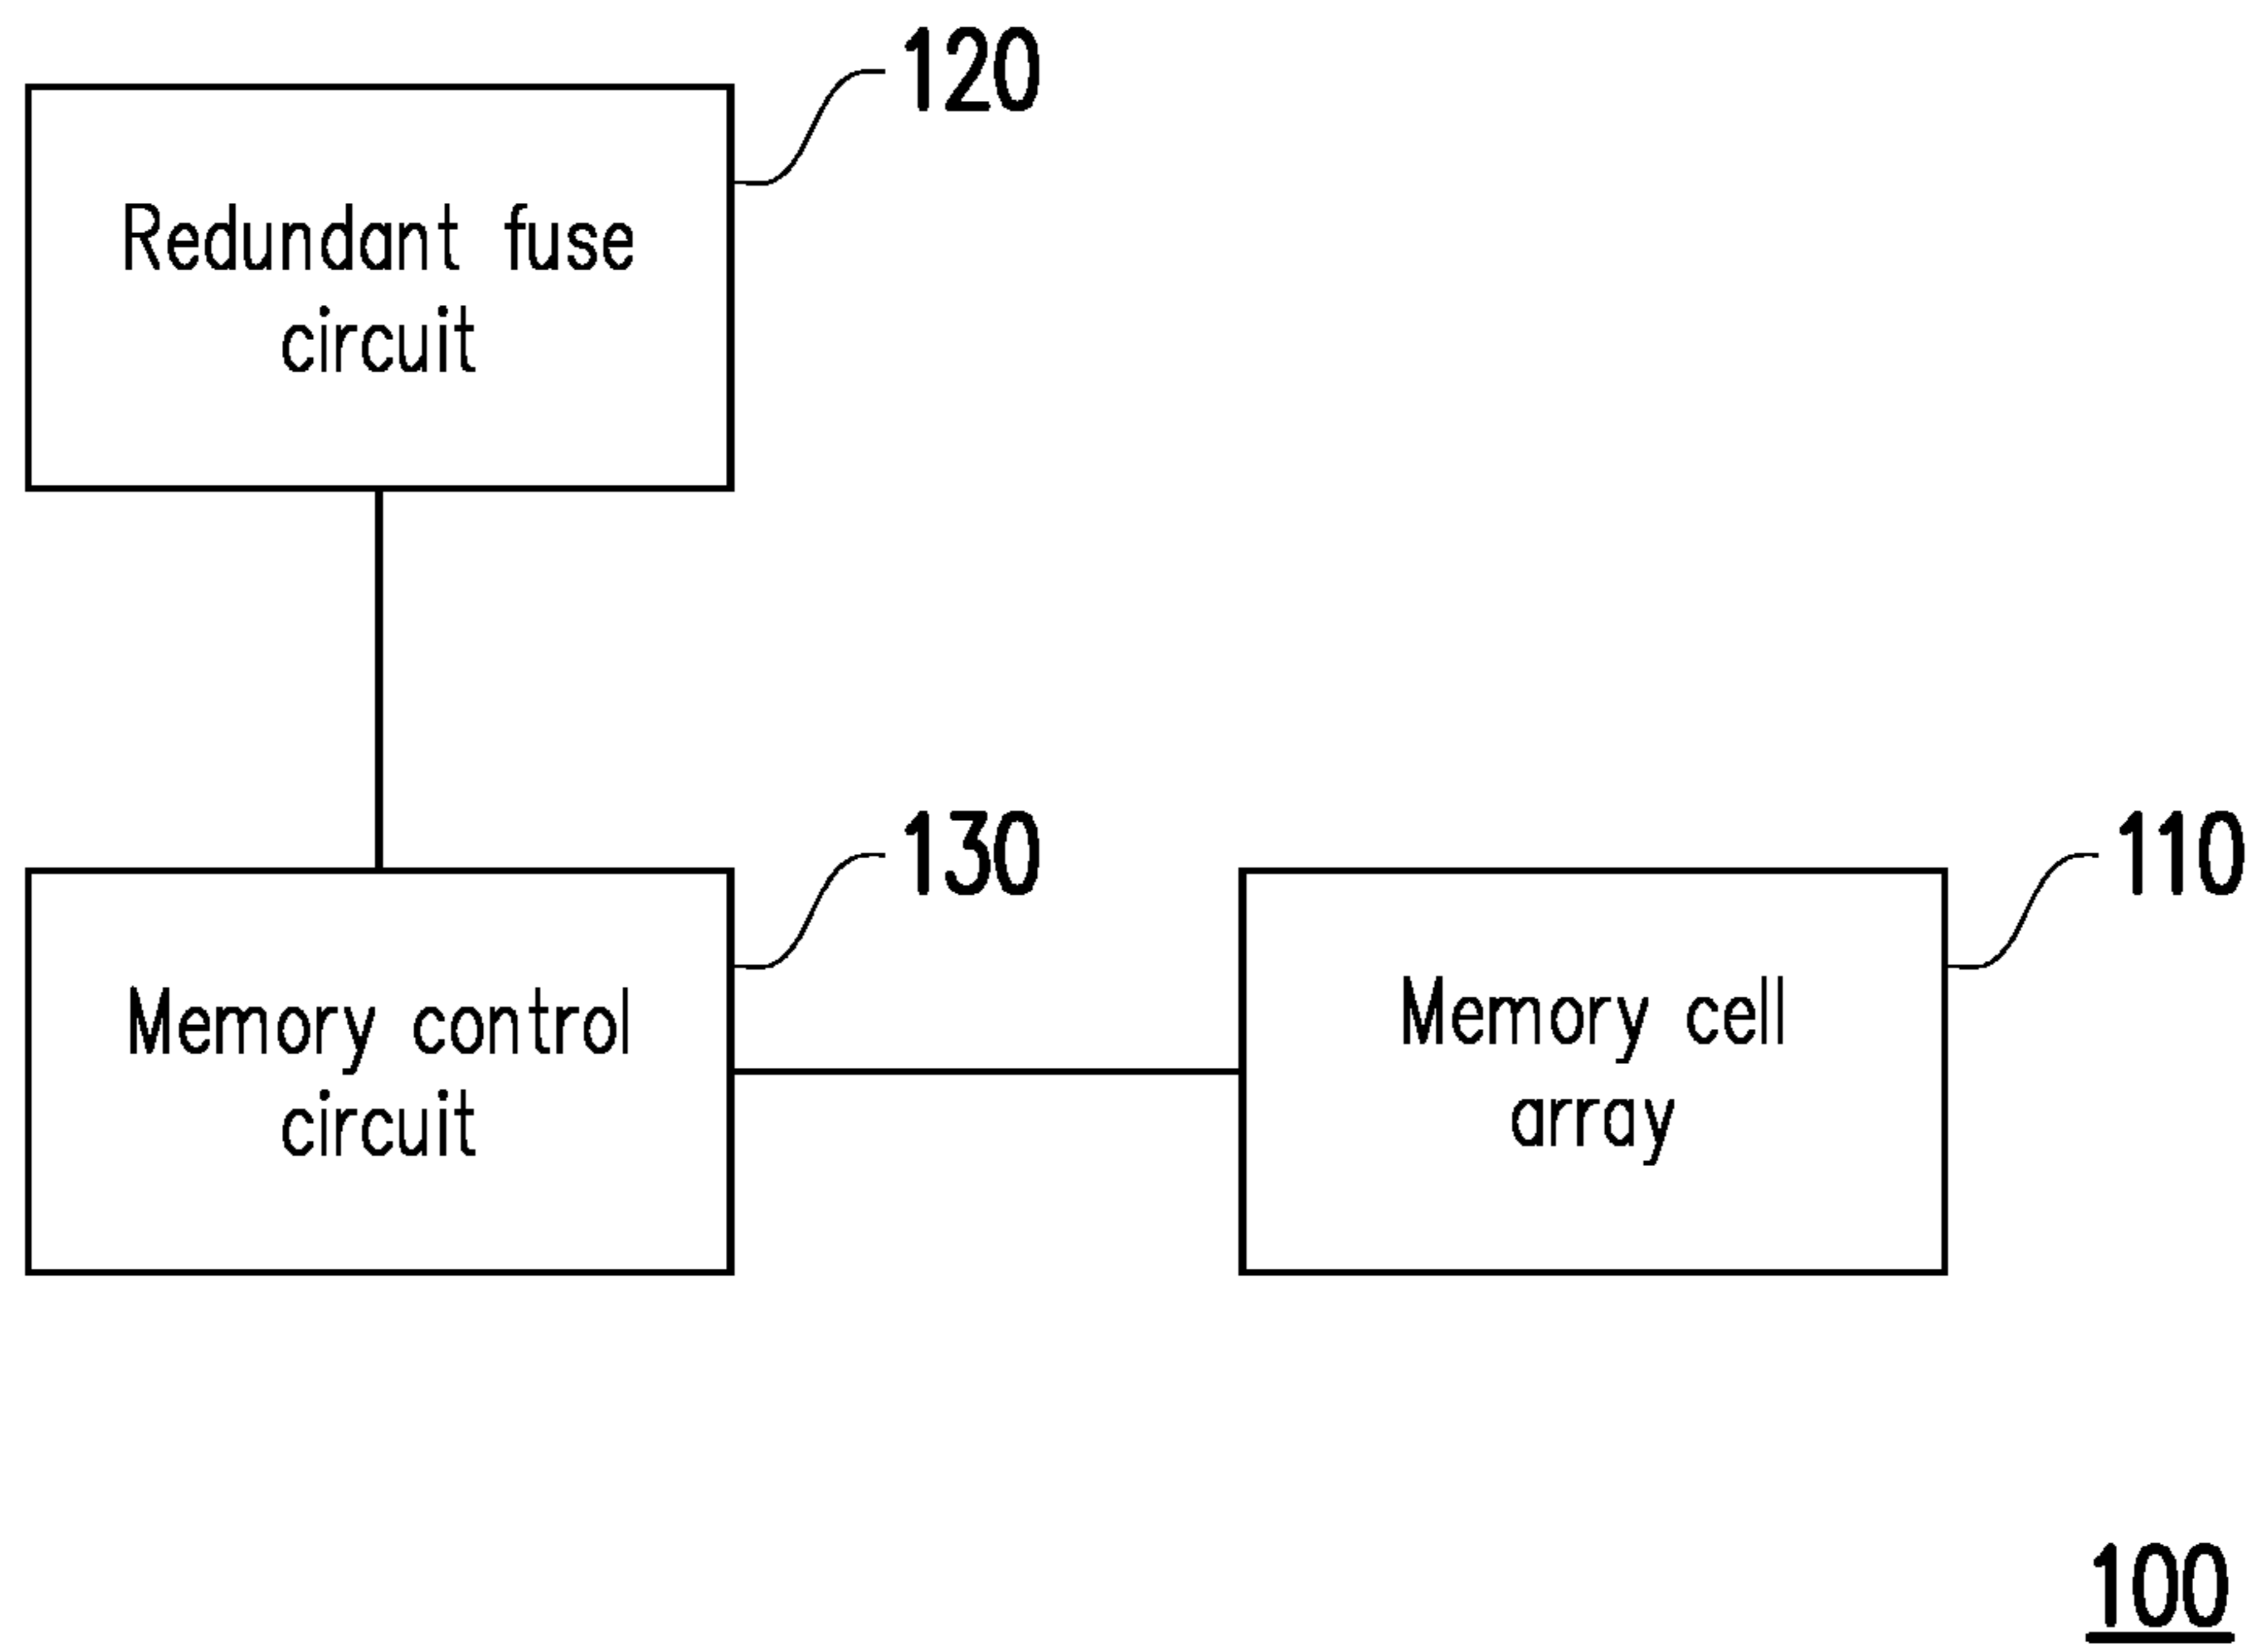 120
Redundant fuse
circuit
130
Memory control
circuit
110
Memory cell
array
100